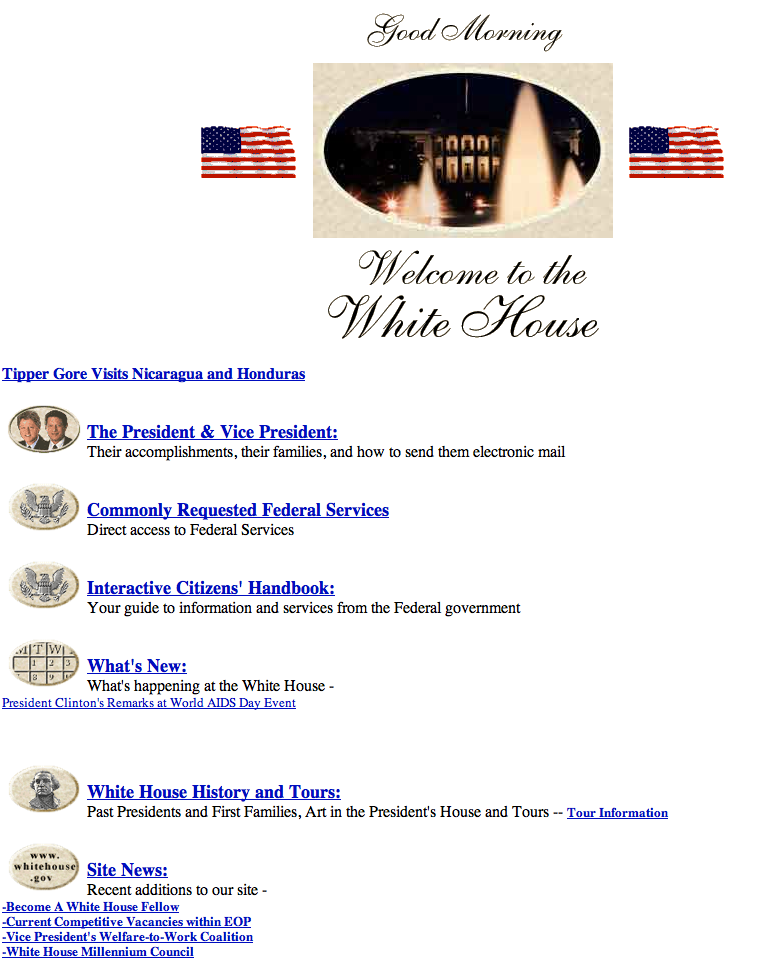 Good Morning
Welcome to the
White House
Tipper Gore Visits Nicaragua and Honduras
The President & Vice President:
Their accomplishments, their families, and how to send them electronic mail
Commonly Requested Federal Services
Direct access to Federal Services
Interactive Citizens' Handbook:
Your guide to information and services from the Federal government
M T W
1 2 3
8 9
What's New:
What's happening at the White House -
President Clinton's Remarks at World AIDS Day Event
White House History and Tours:
Past Presidents and First Families, Art in the President's House and Tours -- Tour Information
www.
whitehouse
.gov
Site News:
Recent additions to our site -
-Become A White House Fellow
-Current Competitive Vacancies within EOP
-Vice President's Welfare-to-Work Coalition
-White House Millennium Council